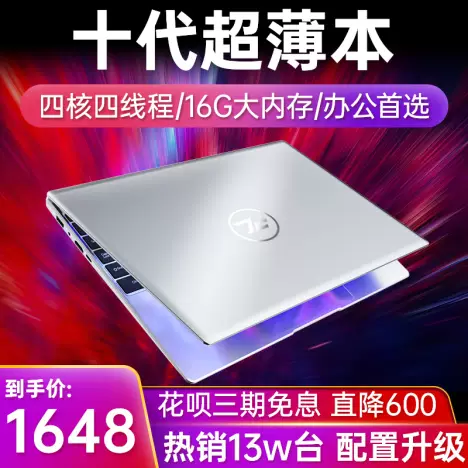 十代超薄本
四核四线程/16G大内存/办公首选
到手价:
1648
花呗三期免息 直降600
热销13w台 配置升级